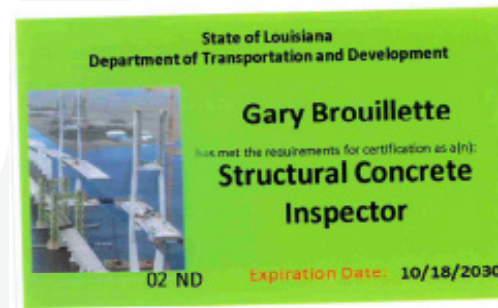 State of Louisiana
Department of Transportation and Development
Gary Brouillette
has met the requirements for certification as a(n):
Structural Concrete
Inspector
02 ND
Expiration Date: 10/18/2030